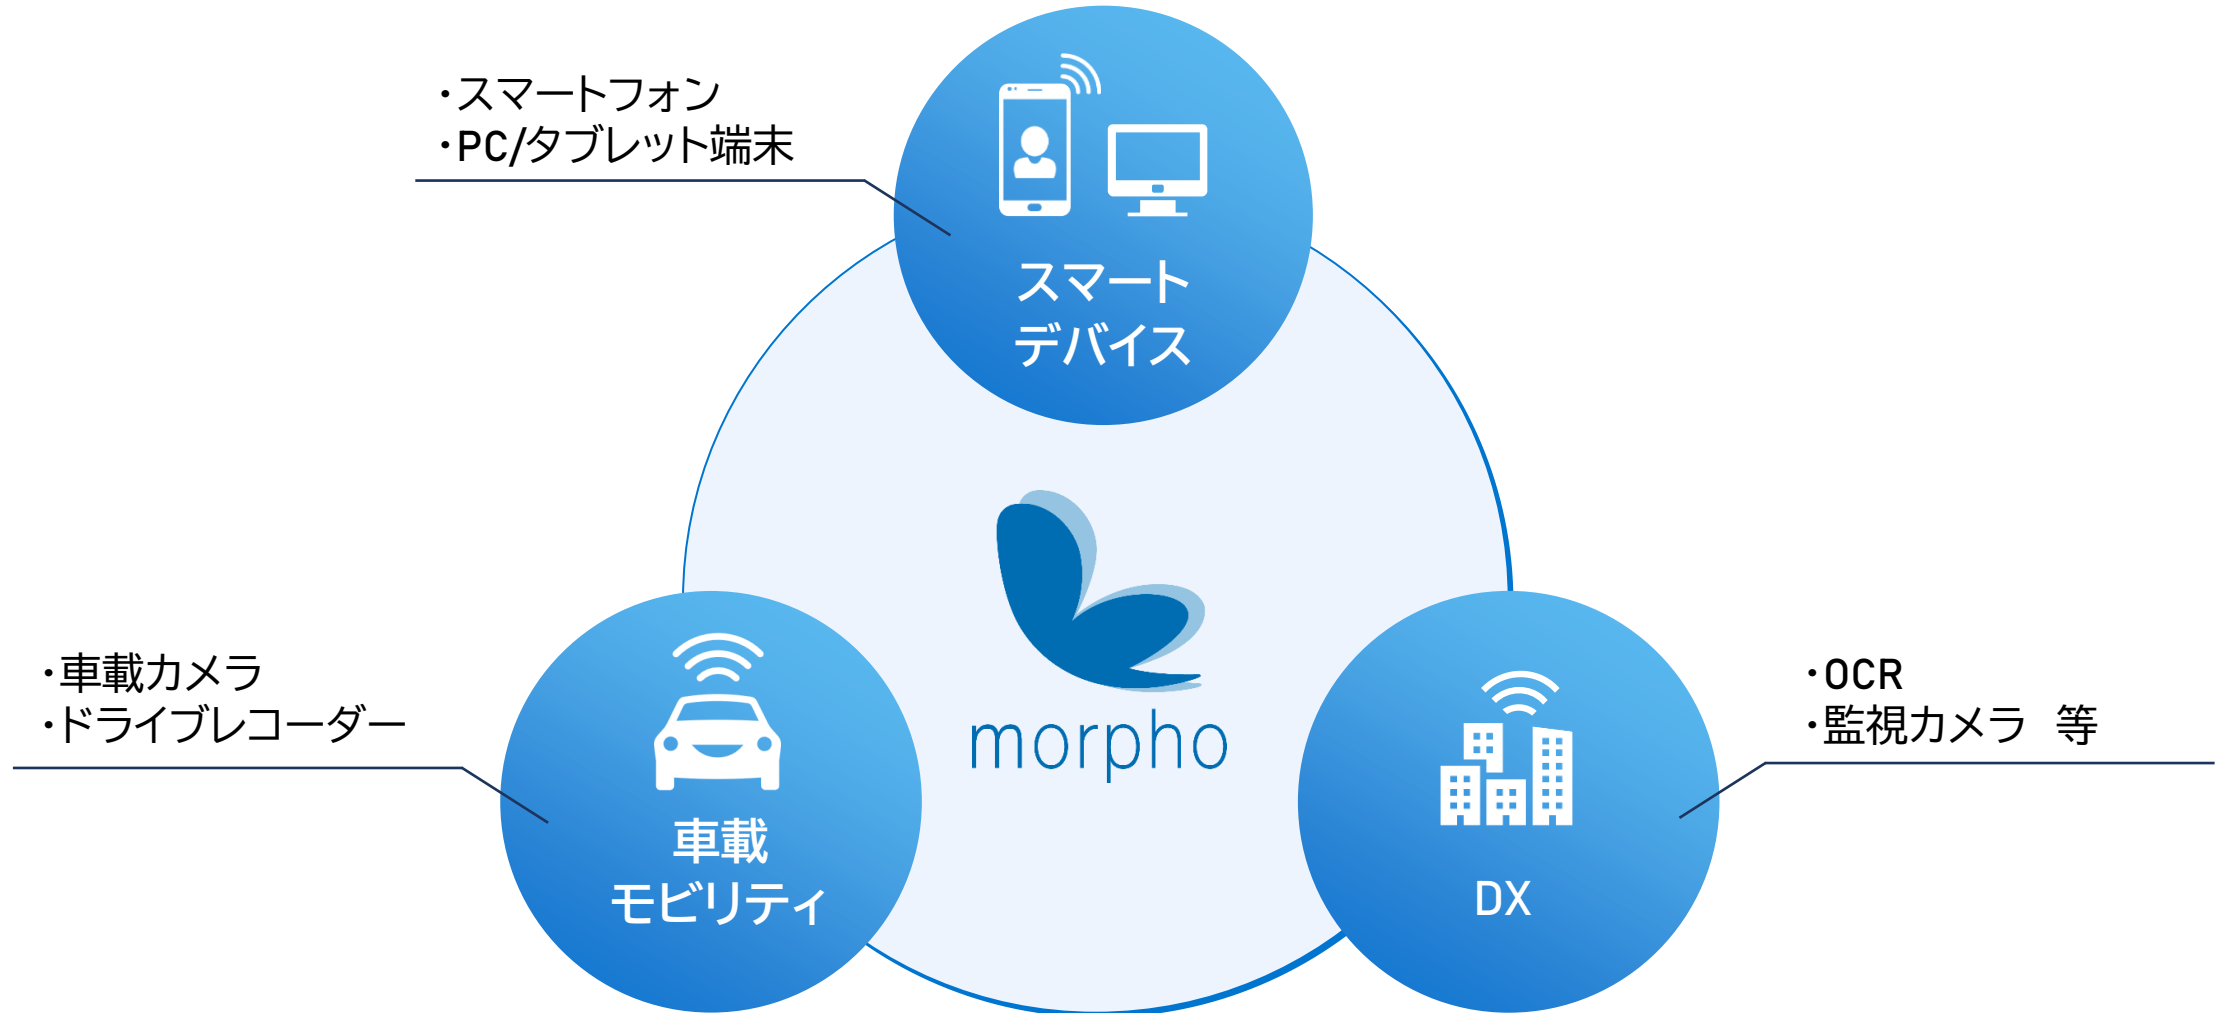 ・スマートフォン
・PC/タブレット端末
スマート
デバイス
morpho
・車載カメラ
・ドライブレコーダー
車載
モビリティ
・OCR
・監視カメラ　等
DX